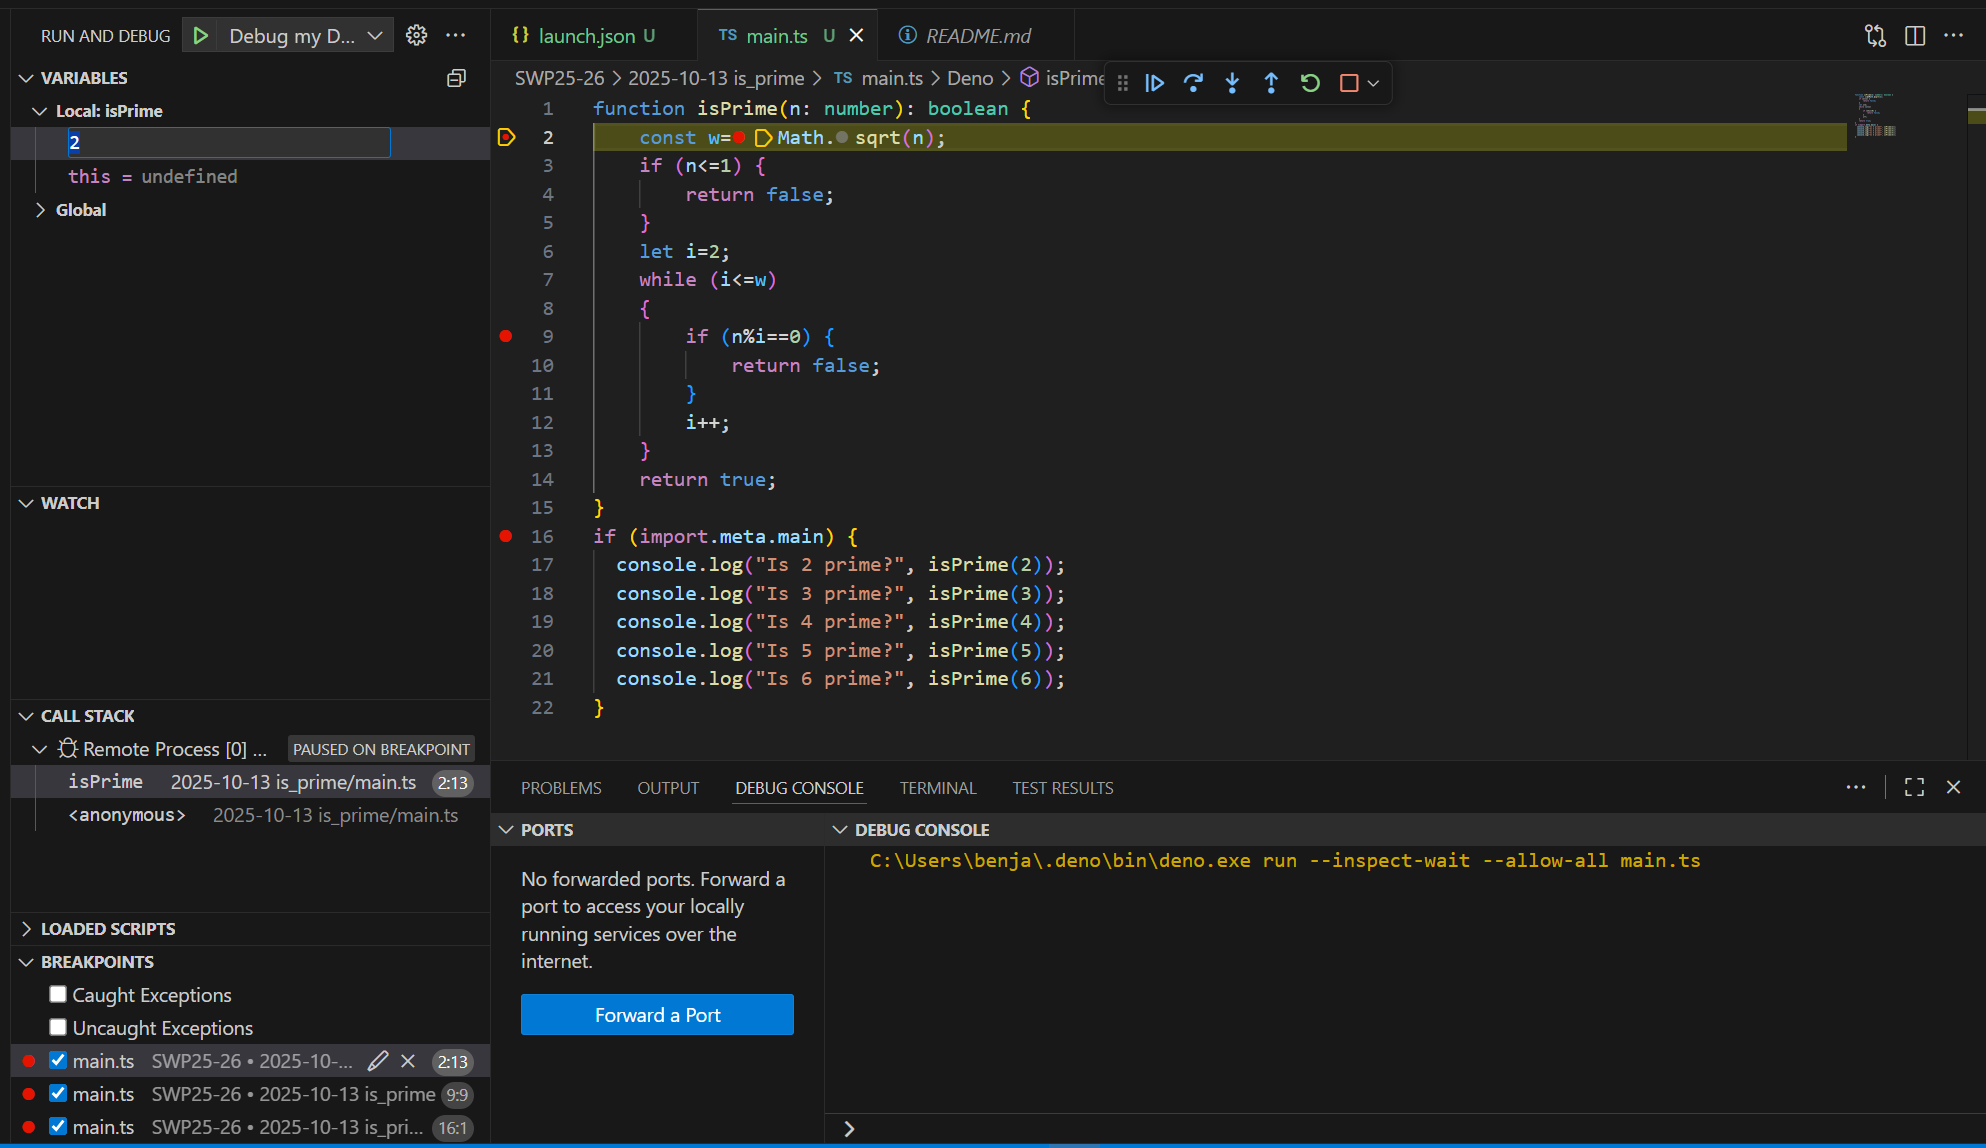 RUN AND DEBUG Debug my D...
VARIABLES
Local: isPrime
2
this = undefined
Global
WATCH
CALL STACK
Remote Process [0] ... PAUSED ON BREAKPOINT
isPrime 2025-10-13 is_prime/main.ts 2:13
<anonymous> 2025-10-13 is_prime/main.ts
LOADED SCRIPTS
BREAKPOINTS
Caught Exceptions
Uncaught Exceptions
main.ts SWP25-26 • 2025-10-... 2:13
main.ts SWP25-26 • 2025-10-13 is_prime 9:9
main.ts SWP25-26 • 2025-10-13 is_pri... 16:1
{} launch.json U TS main.ts U README.md
SWP25-26 > 2025-10-13 is_prime > TS main.ts > Deno > isPrime
1 function isPrime(n: number): boolean {
2 const w=Math.sqrt(n);
3 if (n<=1) {
4 return false;
5 }
6 let i=2;
7 while (i<=w)
8 {
9 if (n%i==0) {
10 return false;
11 }
12 i++;
13 }
14 return true;
15 }
16 if (import.meta.main) {
17 console.log("Is 2 prime?", isPrime(2));
18 console.log("Is 3 prime?", isPrime(3));
19 console.log("Is 4 prime?", isPrime(4));
20 console.log("Is 5 prime?", isPrime(5));
21 console.log("Is 6 prime?", isPrime(6));
22 }
PROBLEMS OUTPUT DEBUG CONSOLE TERMINAL TEST RESULTS
PORTS
No forwarded ports. Forward a
port to access your locally
running services over the
internet.
Forward a Port
DEBUG CONSOLE
C:\Users\benja\.deno\bin\deno.exe run --inspect-wait --allow-all main.ts